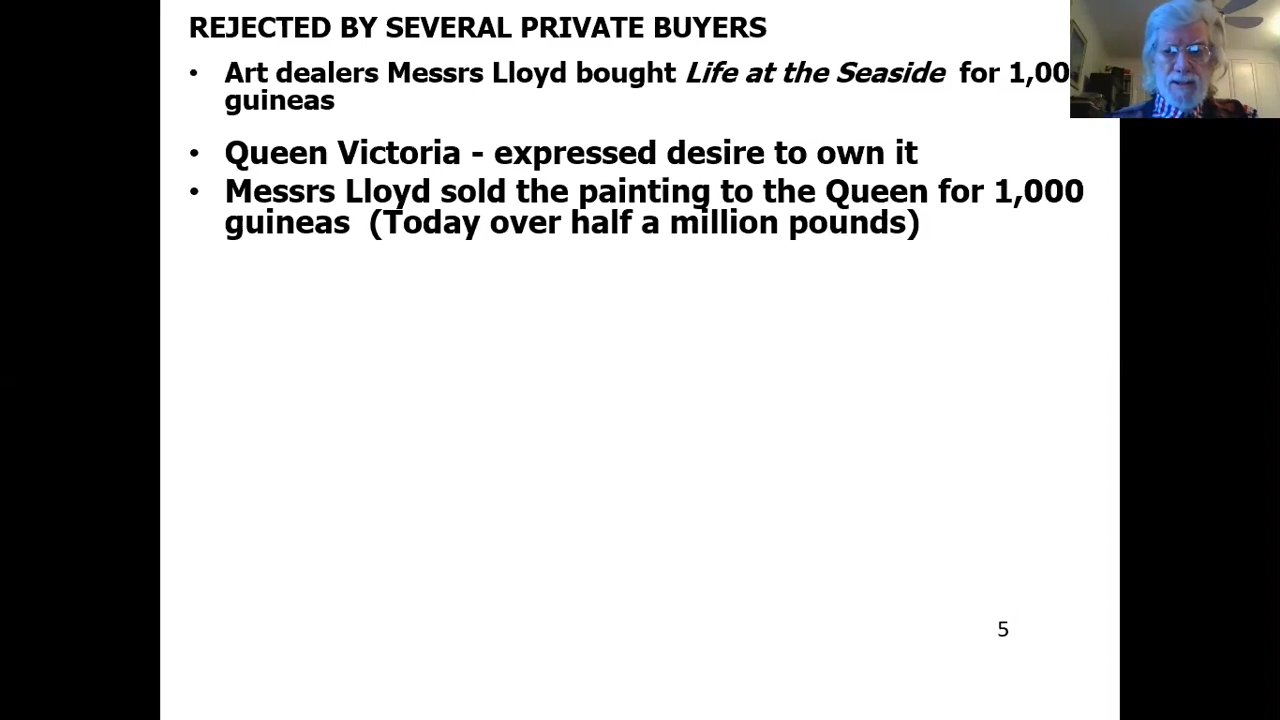 REJECTED BY SEVERAL PRIVATE BUYERS
• Art dealers Messrs Lloyd bought Life at the Seaside for 1,00
guineas
• Queen Victoria - expressed desire to own it
• Messrs Lloyd sold the painting to the Queen for 1,000
guineas (Today over half a million pounds)
5